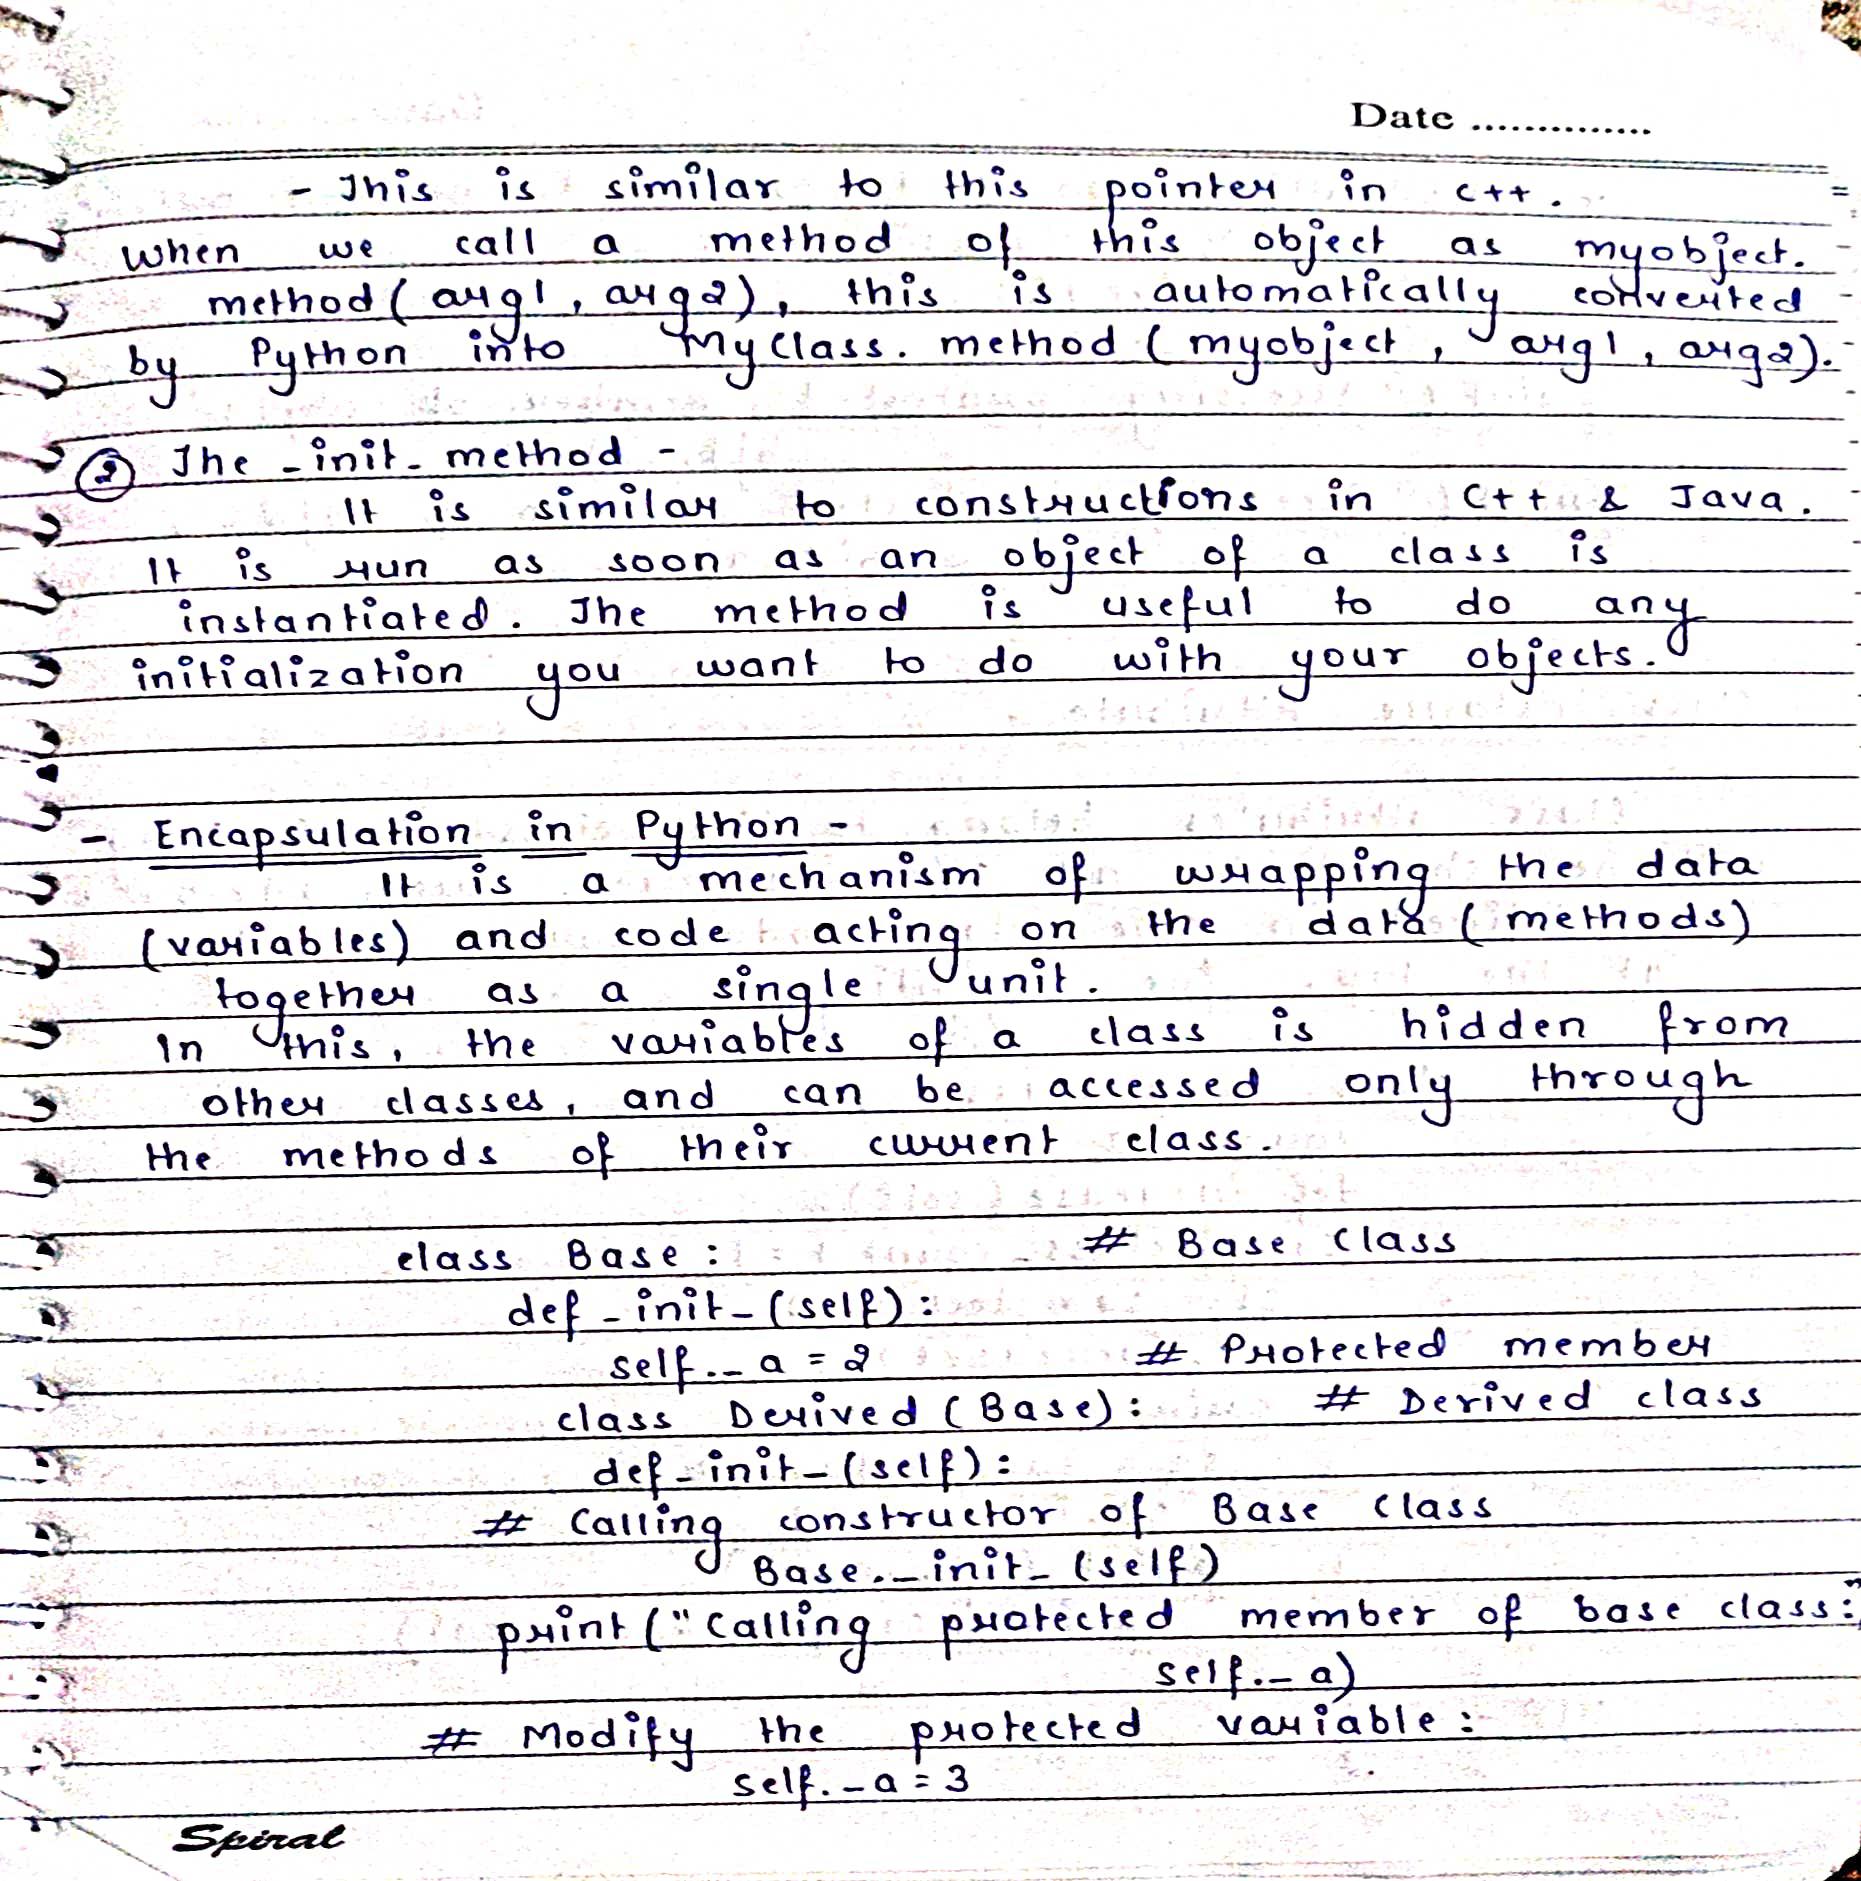 Date ...............
- This is similar to this pointer in C++.
When we call a method of this object as myobject.
method(arg1, arg2), this is automatically converted
by Python into MyClass.method(myobject, arg1, arg2).
② The _init_ method -
It is similar to constructions in C++ & Java.
It is run as soon as an object of a class is
instantiated. The method is useful to do any
initialization you want to do with your objects.
- Encapsulation in Python -
It is a mechanism of wrapping the data
(variables) and code acting on the data (methods)
together as a single unit.
In this, the variables of a class is hidden from
other classes, and can be accessed only through
the methods of their current class.
class Base: # Base Class
def _init_(self):
self._a = 2 # Protected member
class Derived (Base): # Derived class
def _init_(self):
# Calling constructor of Base Class
Base._init_(self)
print ("Calling protected member of base class:"
self._a)
# Modify the protected variable:
self._a = 3
Spiral